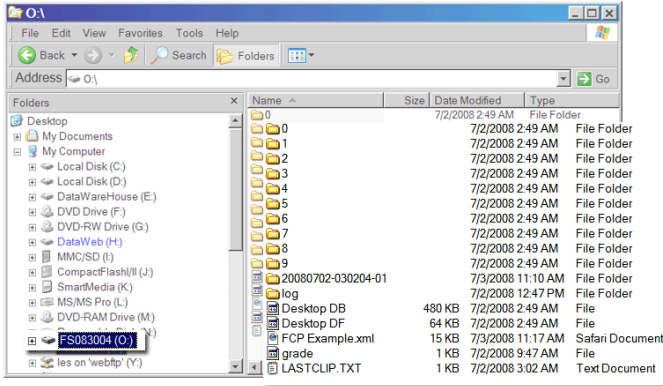 O:\
File Edit View Favorites Tools Help
Back Search Folders
Address O:\ Go
Folders
Name Size Date Modified Type
Desktop
My Documents
My Computer
Local Disk (C:)
Local Disk (D:)
DataWareHouse (E:)
DVD Drive (F:)
DVD-RW Drive (G:)
DataWeb (H:)
MMC/SD (I:)
CompactFlashI/II (J:)
SmartMedia (K:)
MS/MS Pro (L:)
DVD-RAM Drive (M:)
FS083004 (O:)
les on 'webftp' (Y:)
0 7/2/2008 2:49 AM File Folder
0 7/2/2008 2:49 AM File Folder
1 7/2/2008 2:49 AM File Folder
2 7/2/2008 2:49 AM File Folder
3 7/2/2008 2:49 AM File Folder
4 7/2/2008 2:49 AM File Folder
5 7/2/2008 2:49 AM File Folder
6 7/2/2008 2:49 AM File Folder
7 7/2/2008 2:49 AM File Folder
8 7/2/2008 2:49 AM File Folder
9 7/2/2008 2:49 AM File Folder
20080702-030204-01 7/3/2008 11:10 AM File Folder
log 7/2/2008 12:47 PM File Folder
Desktop DB 480 KB 7/2/2008 2:49 AM File
Desktop DF 64 KB 7/2/2008 2:49 AM File
FCP Example.xml 15 KB 7/3/2008 11:17 AM Safari Document
grade 1 KB 7/2/2008 9:47 AM File
LASTCLIP.TXT 1 KB 7/2/2008 3:02 AM Text Document